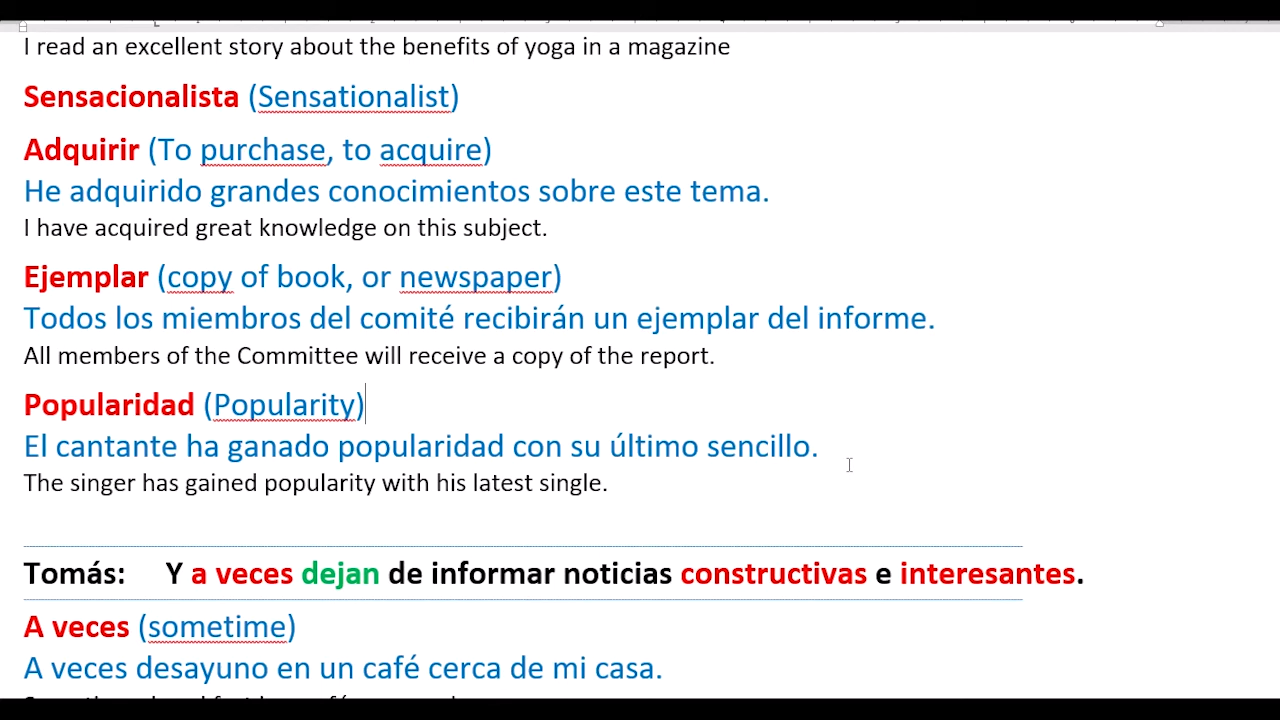 I read an excellent story about the benefits of yoga in a magazine
Sensacionalista (Sensationalist)
Adquirir (To purchase, to acquire)
He adquirido grandes conocimientos sobre este tema.
I have acquired great knowledge on this subject.
Ejemplar (copy of book, or newspaper)
Todos los miembros del comité recibirán un ejemplar del informe.
All members of the Committee will receive a copy of the report.
Popularidad (Popularity)
El cantante ha ganado popularidad con su último sencillo.
The singer has gained popularity with his latest single.
Tomás: Y a veces dejan de informar noticias constructivas e interesantes.
A veces (sometime)
A veces desayuno en un café cerca de mi casa.